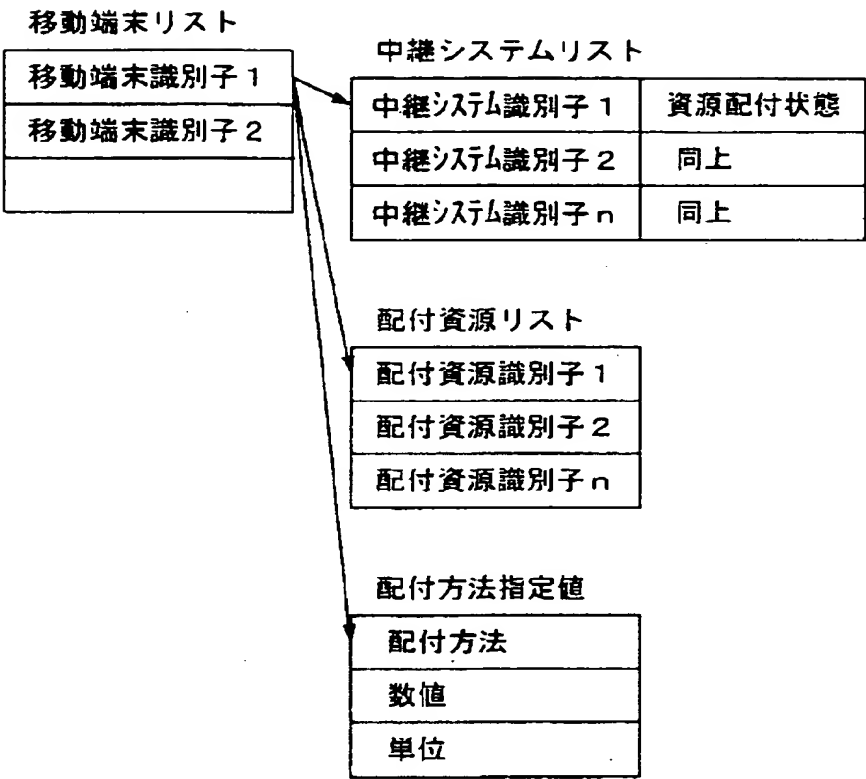 移動端末リスト
移動端末識別子1
移動端末識別子2
中継システムリスト
中継システム識別子1 資源配付状態
中継システム識別子2 同上
中継システム識別子n 同上
配付資源リスト
配付資源識別子1
配付資源識別子2
配付資源識別子n
配付方法指定値
配付方法
数値
単位